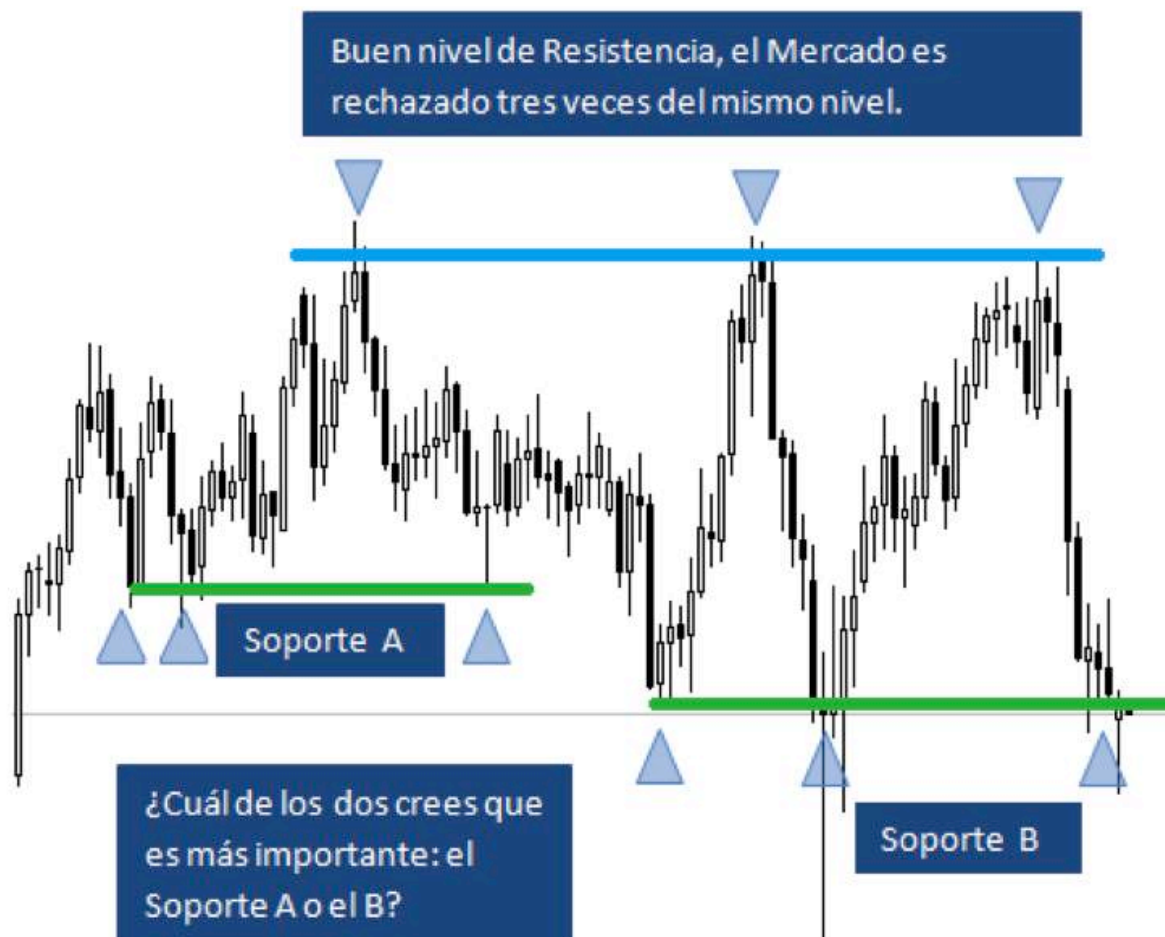 Buen nivel de Resistencia, el Mercado es
rechazado tres veces del mismo nivel.
Soporte A
¿Cuál de los dos crees que
es más importante: el
Soporte A o el B?
Soporte B